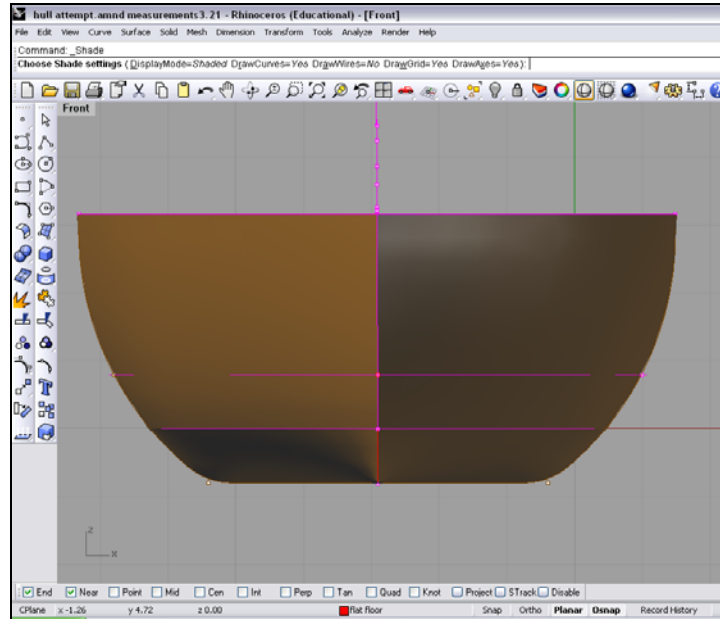 hull attempt.amnd measurements3. 21 - Rhinoceros (Educational) - [Front]
File Edit View Curve Surface Solid Mesh Dimension Transform Tools Analyze Render Help
Command: _Shade
Choose Shade settings ( DisplayMode=Shaded DrawCurves=Yes DrawWires=No DrawGrid=Yes DrawAxes=Yes):
Front
z
x
End Near Point Mid Cen Int Perp Tan Quad Knot Project STrack Disable
CPlane x -1.26 y 4.72 z 0.00 flat floor Snap Ortho Planar Osnap Record History